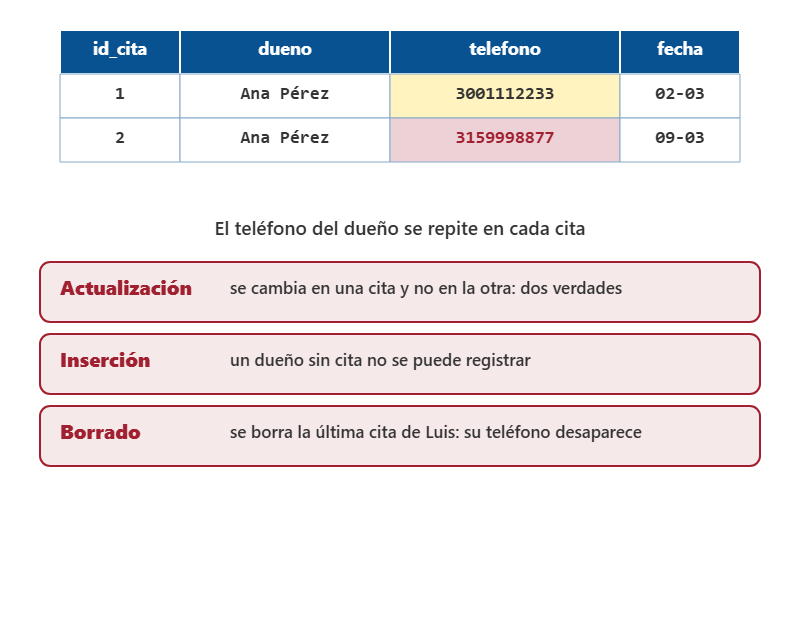 id_cita dueno telefono fecha
1 Ana Pérez 3001112233 02-03
2 Ana Pérez 3159998877 09-03
El teléfono del dueño se repite en cada cita
Actualización se cambia en una cita y no en la otra: dos verdades
Inserción un dueño sin cita no se puede registrar
Borrado se borra la última cita de Luis: su teléfono desaparece